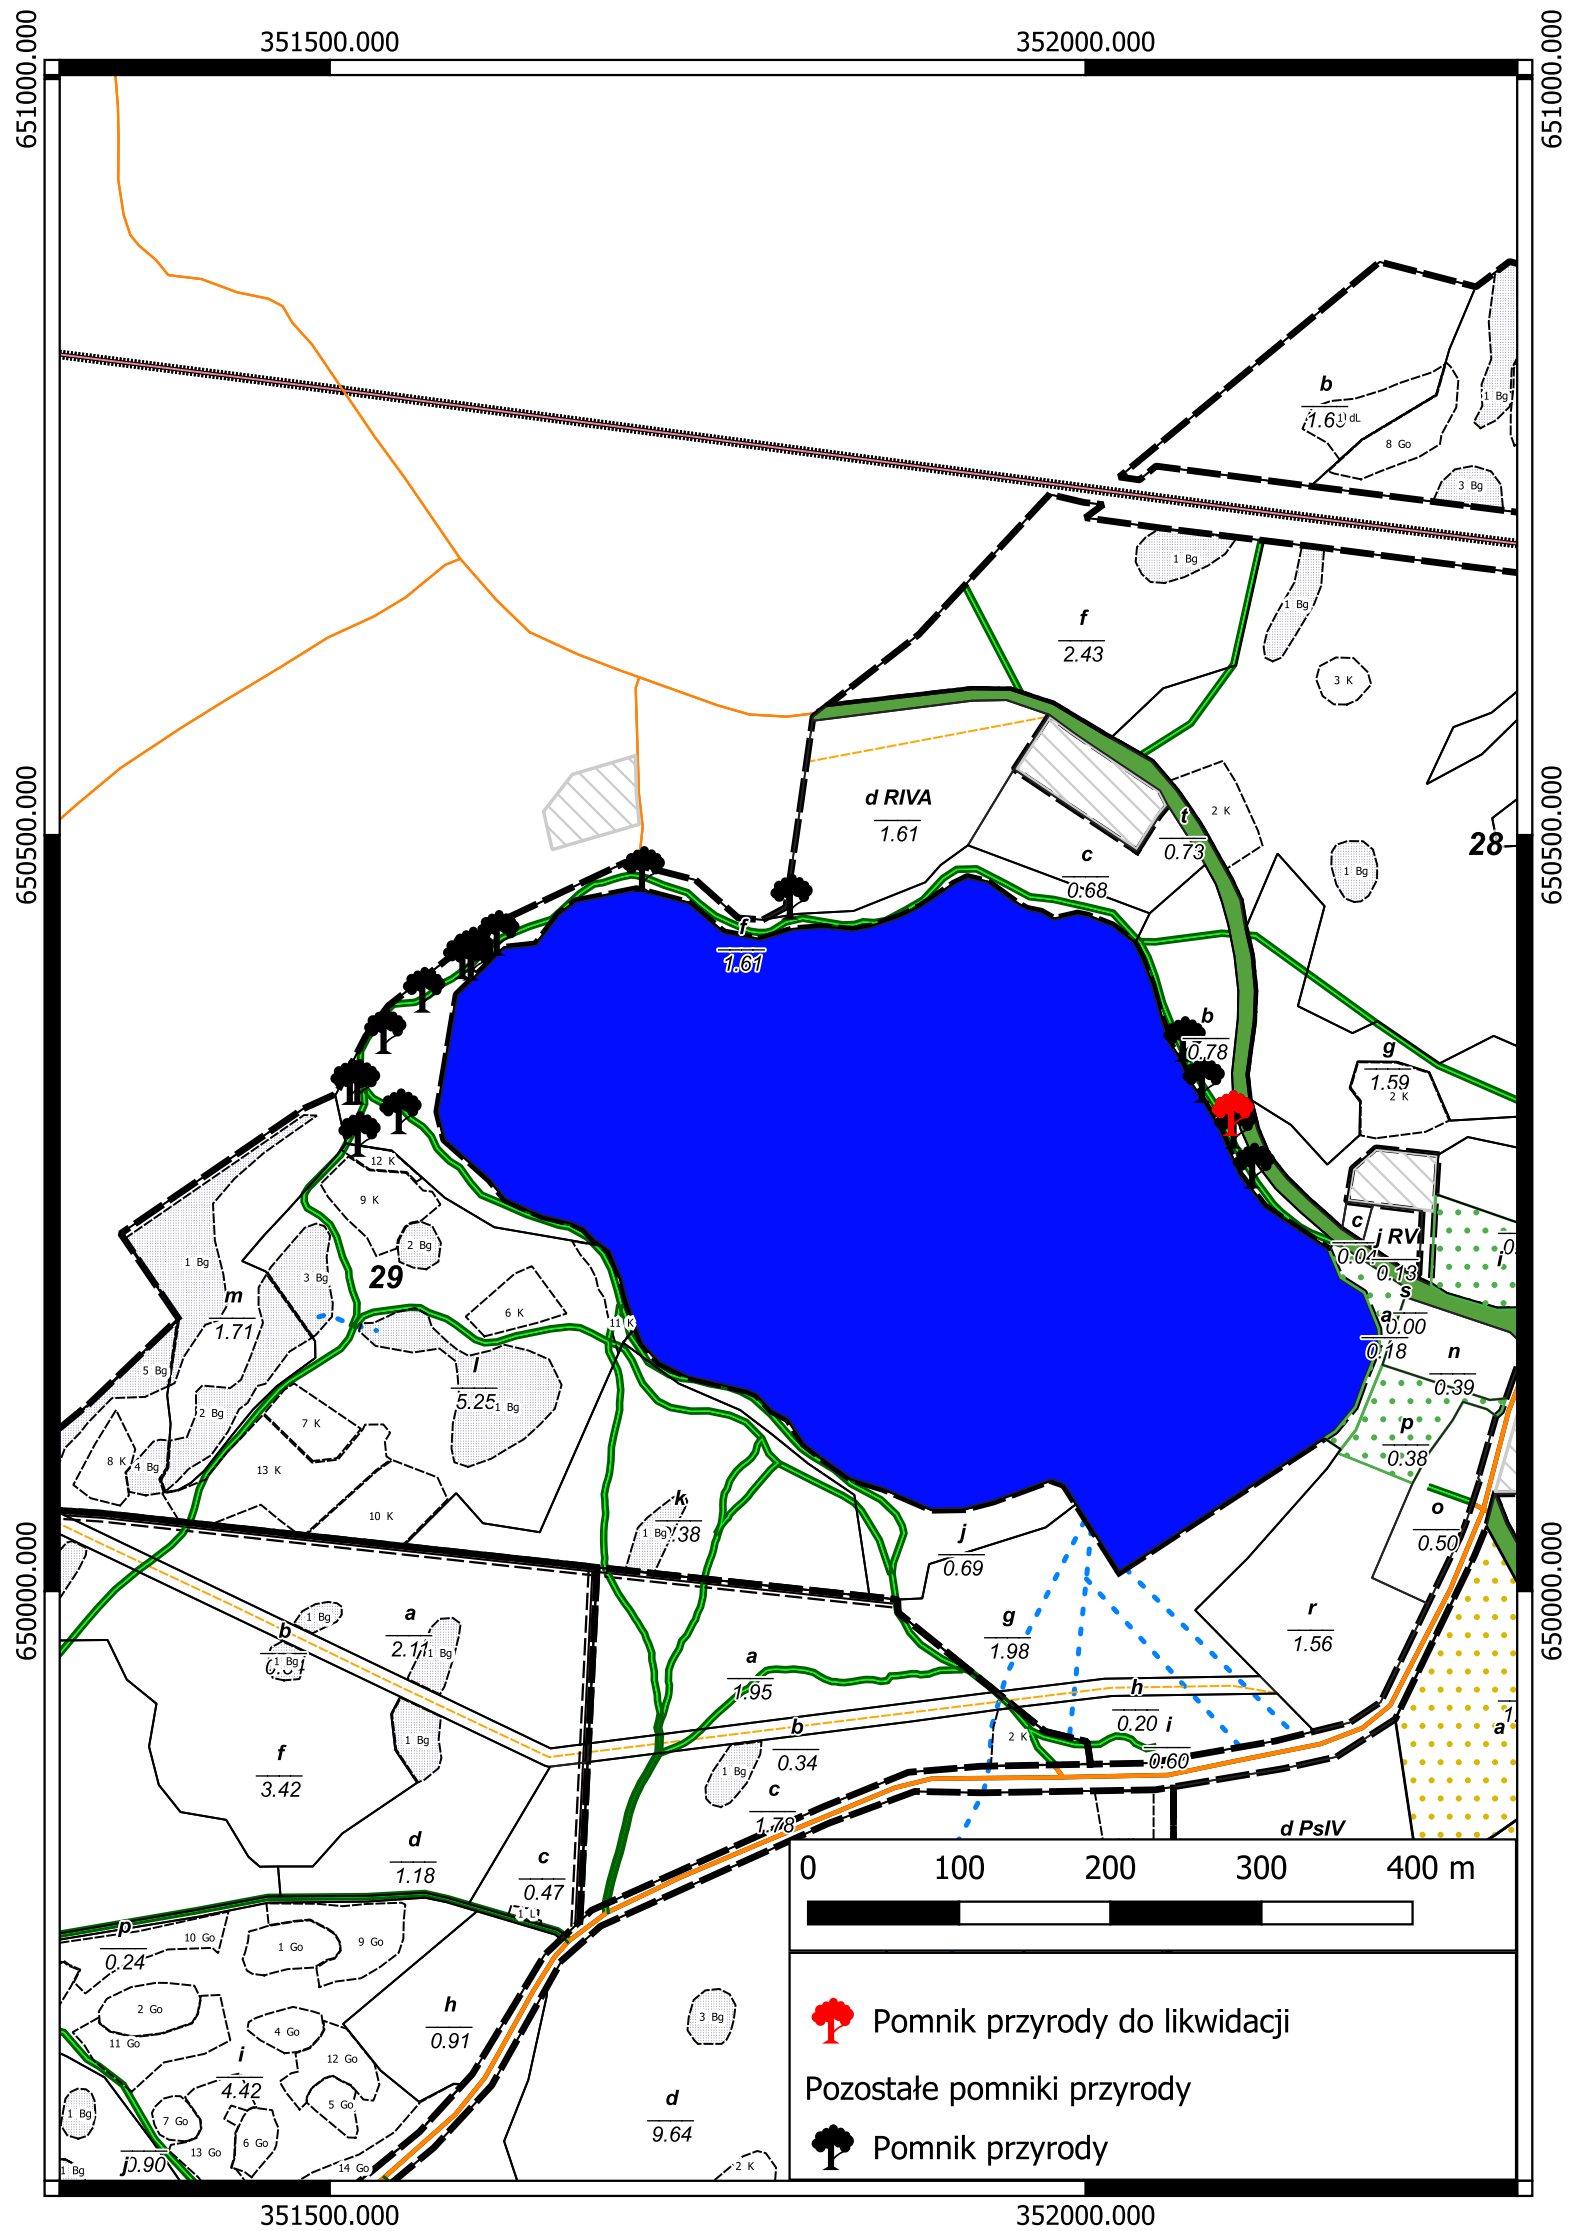 351500.000
352000.000
651000.000
651000.000
b
1 dL
1 Bg
8 Go
3 Bg
1 Bg
f
2.43
1 Bg
3 K
650500.000
650500.000
d RIVA
1.61
t
0.73
2 K
c
0.68
28
1 Bg
f
1.61
b
0.78
g
1.59
2 K
12 K
9 K
2 Bg
1 Bg
3 Bg
29
m
1.71
6 K
11 K
c
0.04
j RV
0.13
i
s
0.00
a
0.18
n
0.39
5 Bg
l
5.25
1 Bg
2 Bg
7 K
p
0.38
8 K
4 Bg
13 K
10 K
k
1 Bg
j
0.69
o
0.50
650000.000
650000.000
1 Bg
a
2.11
1 Bg
b
1 Bg
g
1.98
r
1.56
a
1.95
h
0.20
i
0.60
2 K
b
0.34
1 Bg
a
f
3.42
1 Bg
c
1.78
d
1.18
c
0.47
1 L
d PsIV
0 100 200 300 400 m
p
0.24
10 Go
1 Go
9 Go
2 Go
11 Go
4 Go
12 Go
h
0.91
3 Bg
i
4.42
5 Go
1 Bg
7 Go
13 Go
6 Go
d
9.64
j
0.90
1 Bg
14 Go
2 K
Pomnik przyrody do likwidacji
Pozostałe pomniki przyrody
Pomnik przyrody
351500.000
352000.000